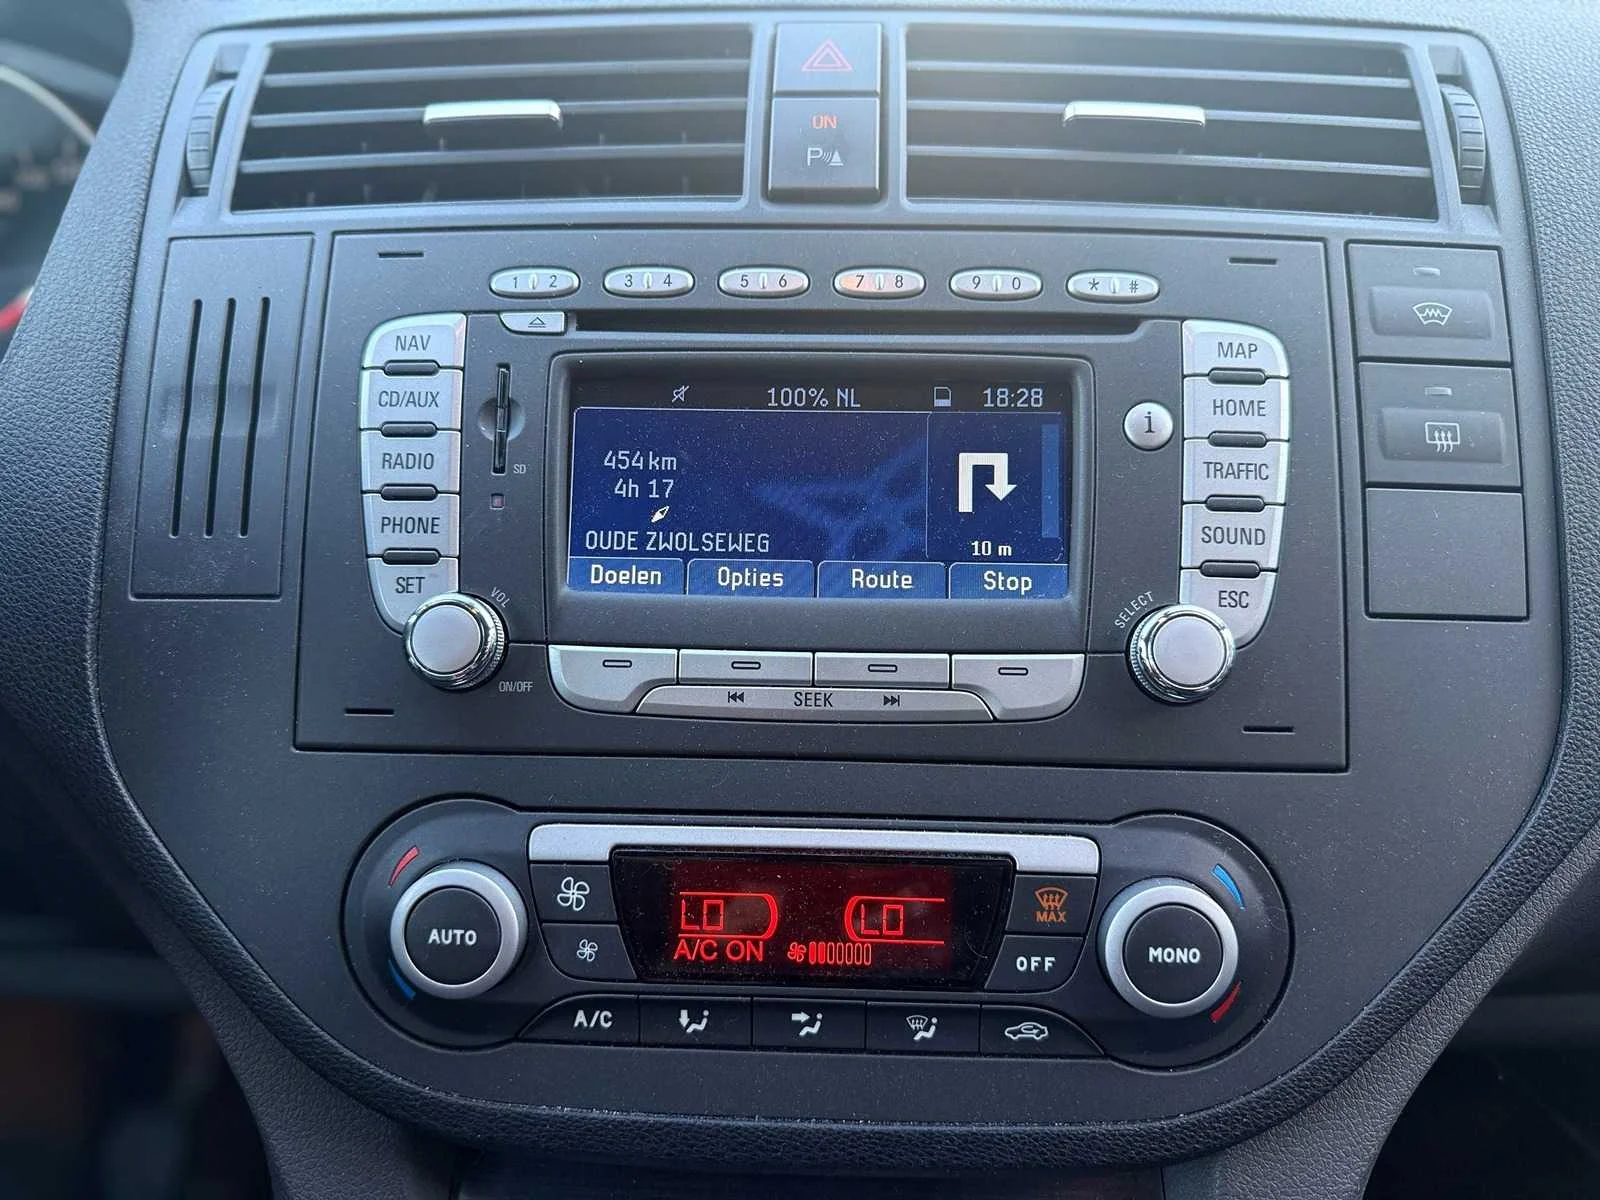 ON
P
1 2
3 4
5 6
7 8
9 0
* #
NAV
CD/AUX
RADIO
PHONE
SET
SD
VOL
ON/OFF
100% NL
18:28
454 km
4h 17
OUDE ZWOLSEWEG
10 m
Doelen
Opties
Route
Stop
i
MAP
HOME
TRAFFIC
SOUND
ESC
SELECT
SEEK
AUTO
LO
LO
A/C ON
MAX
OFF
MONO
A/C